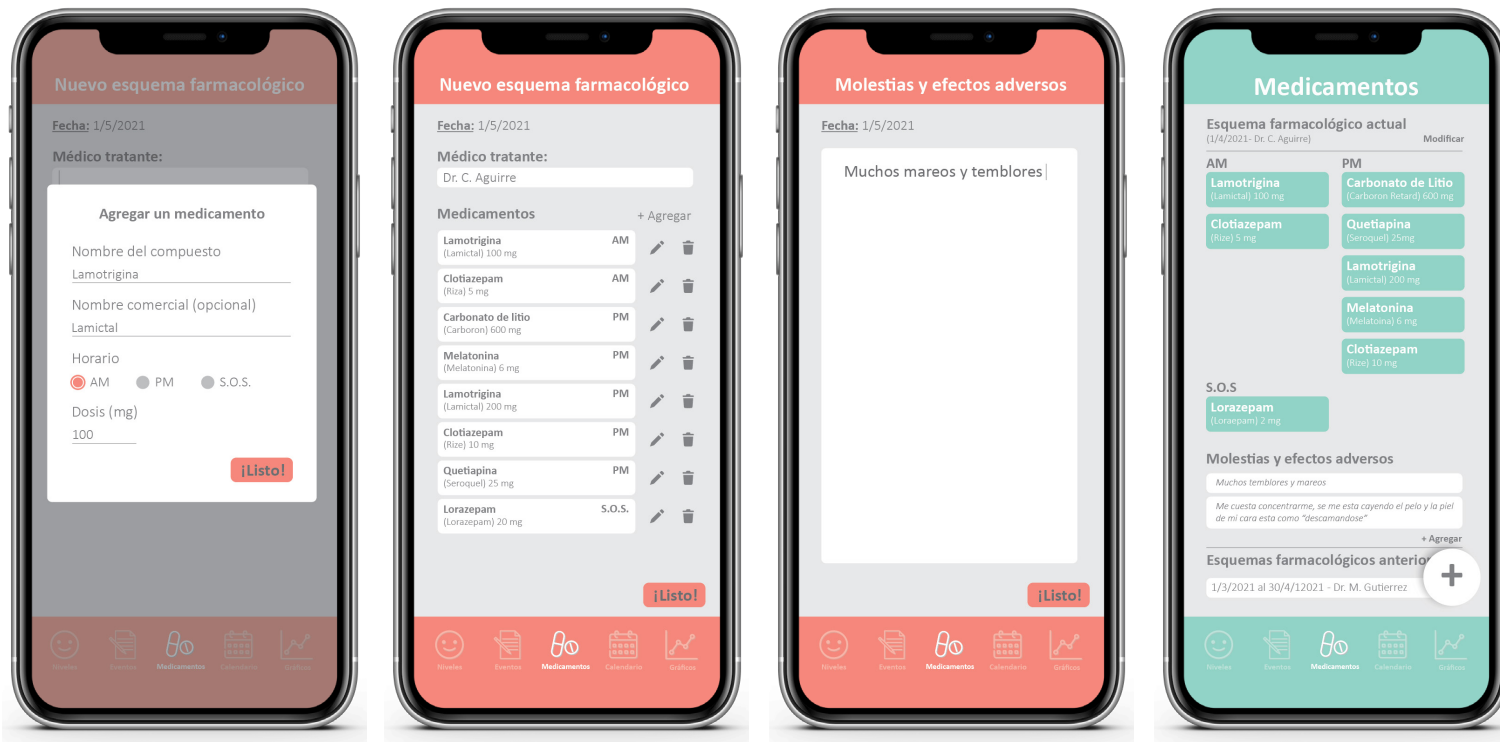 Nuevo esquema farmacológico
Fecha: 1/5/2021
Médico tratante:
Agregar un medicamento
Nombre del compuesto
Lamotrigina
Nombre comercial (opcional)
Lamictal
Horario
AM PM S.O.S.
Dosis (mg)
100
¡Listo!
Niveles Eventos Medicamentos Calendario Gráficos
Nuevo esquema farmacológico
Fecha: 1/5/2021
Médico tratante:
Dr. C. Aguirre
Medicamentos + Agregar
Lamotrigina AM
(Lamictal) 100 mg
Clotiazepam AM
(Riza) 5 mg
Carbonato de litio PM
(Carboron) 600 mg
Melatonina PM
(Melatonina) 6 mg
Lamotrigina PM
(Lamictal) 200 mg
Clotiazepam PM
(Rize) 10 mg
Quetiapina PM
(Seroquel) 25 mg
Lorazepam S.O.S.
(Lorazepam) 20 mg
¡Listo!
Niveles Eventos Medicamentos Calendario Gráficos
Molestias y efectos adversos
Fecha: 1/5/2021
Muchos mareos y temblores
¡Listo!
Niveles Eventos Medicamentos Calendario Gráficos
Medicamentos
Esquema farmacológico actual
(1/4/2021- Dr. C. Aguirre) Modificar
AM PM
Lamotrigina Carbonato de Litio
(Lamictal) 100 mg (Carboron Retard) 600 mg
Clotiazepam Quetiapina
(Rize) 5 mg (Seroquel) 25mg
Lamotrigina
(Lamictal) 200 mg
Melatonina
(Melatoina) 6 mg
Clotiazepam
(Rize) 10 mg
S.O.S
Lorazepam
(Loraepam) 2 mg
Molestias y efectos adversos
Muchos temblores y mareos
Me cuesta concentrarme, se me esta cayendo el pelo y la piel
de mi cara esta como "descamandose"
+ Agregar
Esquemas farmacológicos anterio
1/3/2021 al 30/4/12021 - Dr. M. Gutierrez
+
Niveles Eventos Medicamentos Calendario Gráficos